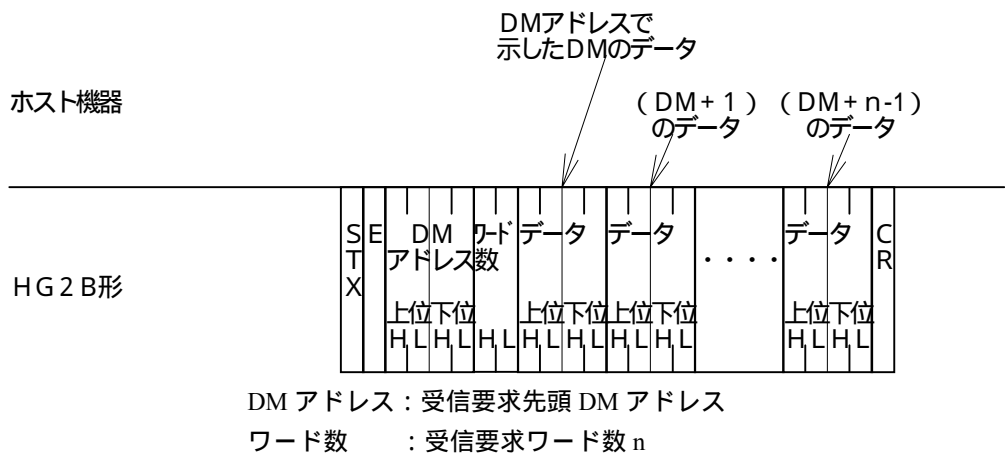 DMアドレスで
示したDMのデータ
ホスト機器
(DM+1) (DM+n-1)
のデータ のデータ
STX E DM ワード データ データ データ CR
アドレス 数 ・・・・
HG2B形
上位 下位 上位 下位 上位 下位 上位 下位
H L H L H L H L H L H L H L H L H L
DM アドレス：受信要求先頭 DM アドレス
ワード数 ：受信要求ワード数 n